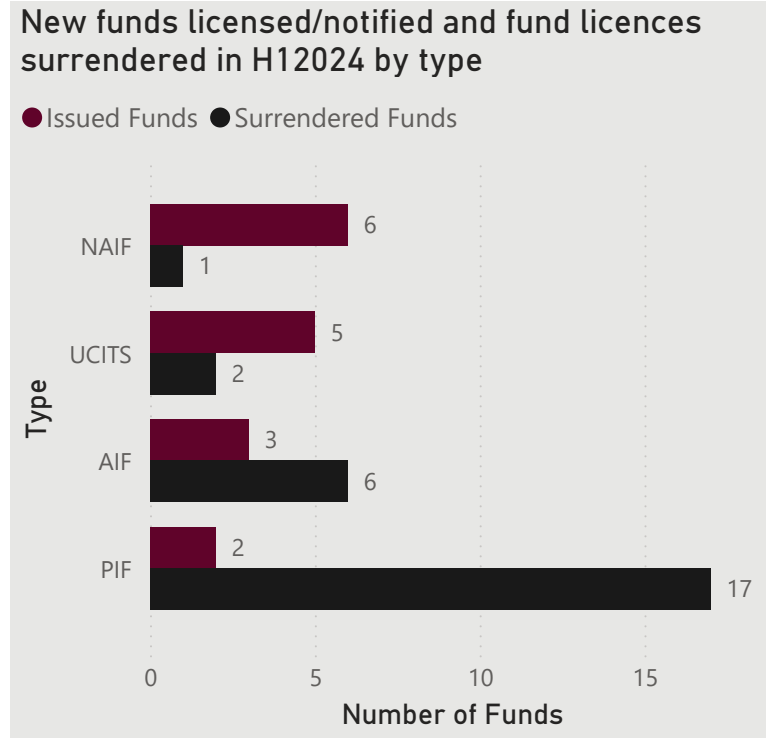 New funds licensed/notified and fund licences
surrendered in H12024 by type
Issued Funds Surrendered Funds
NAIF
6
1
UCITS
5
2
AIF
3
6
PIF
2
17
Type
0 5 10 15
Number of Funds